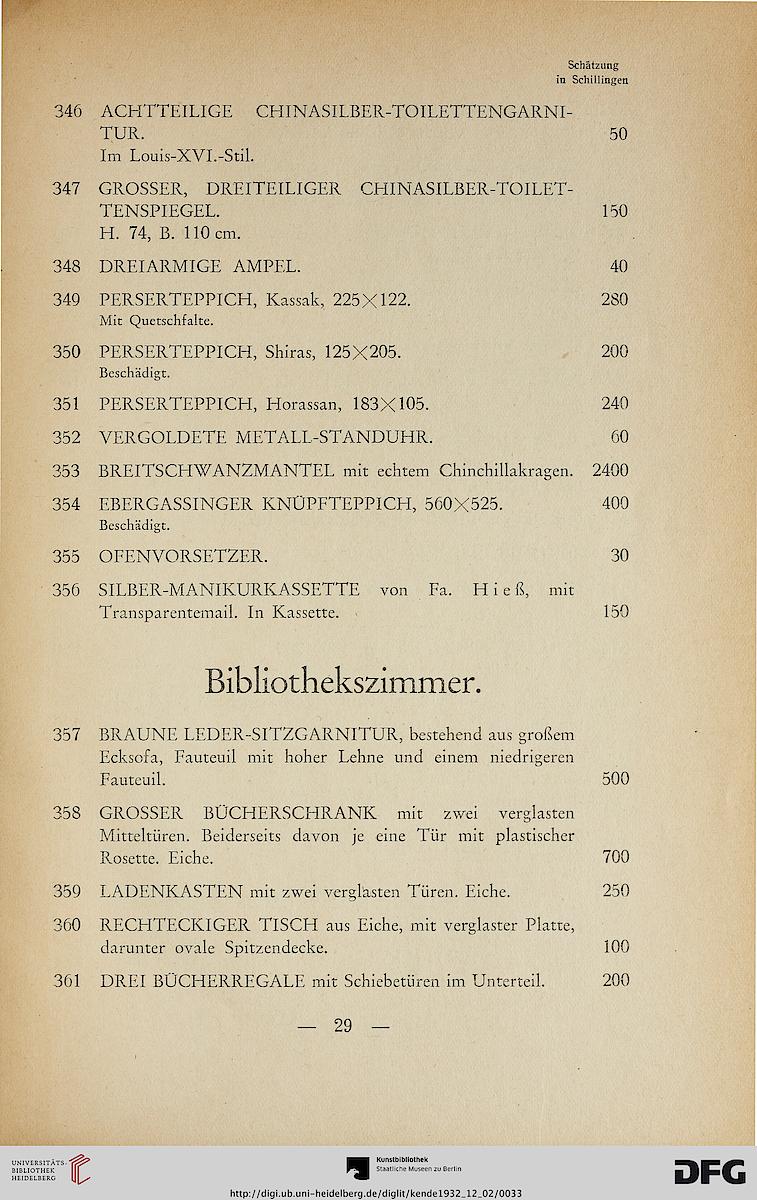 Schätzung
in Schillingen
346 ACHTTEILIGE CHINASILBER-TOILETTENGARNI-
TUR. 50
Im Louis-XVI.-Stil.
347 GROSSER, DREITEILIGER CHINASILBER-TOILET-
TENSPIEGEL. 150
H. 74, B. 110 cm.
348 DREIARMIGE AMPEL. 40
349 PERSERTEPPICH, Kassak, 225×122. 280
Mit Quetschfalte.
350 PERSERTEPPICH, Shiras, 125×205. 200
Beschädigt.
351 PERSERTEPPICH, Horassan, 183×105. 240
352 VERGOLDETE METALL-STANDUHR. 60
353 BREITSCHWANZMANTEL mit echtem Chinchillakragen. 2400
354 EBERGASSINGER KNÜPFTEPPICH, 560×525. 400
Beschädigt.
355 OFENVORSETZER. 30
356 SILBER-MANIKURKASSETTE von Fa. Hieß, mit
Transparentemail. In Kassette. 150
Bibliothekszimmer.
357 BRAUNE LEDER-SITZGARNITUR, bestehend aus großem
Ecksofa, Fauteuil mit hoher Lehne und einem niedrigeren
Fauteuil. 500
358 GROSSER BÜCHERSCHRANK mit zwei verglasten
Mitteltüren. Beiderseits davon je eine Tür mit plastischer
Rosette. Eiche. 700
359 LADENKASTEN mit zwei verglasten Türen. Eiche. 250
360 RECHTECKIGER TISCH aus Eiche, mit verglaster Platte,
darunter ovale Spitzendecke. 100
361 DREI BÜCHERREGALE mit Schiebetüren im Unterteil. 200
— 29 —
UNIVERSITÄTS-
BIBLIOTHEK
HEIDELBERG
Kunstbibliothek
Staatliche Museen zu Berlin
DFG
http://digi.ub.uni-heidelberg.de/diglit/kende1932_12_02/0033